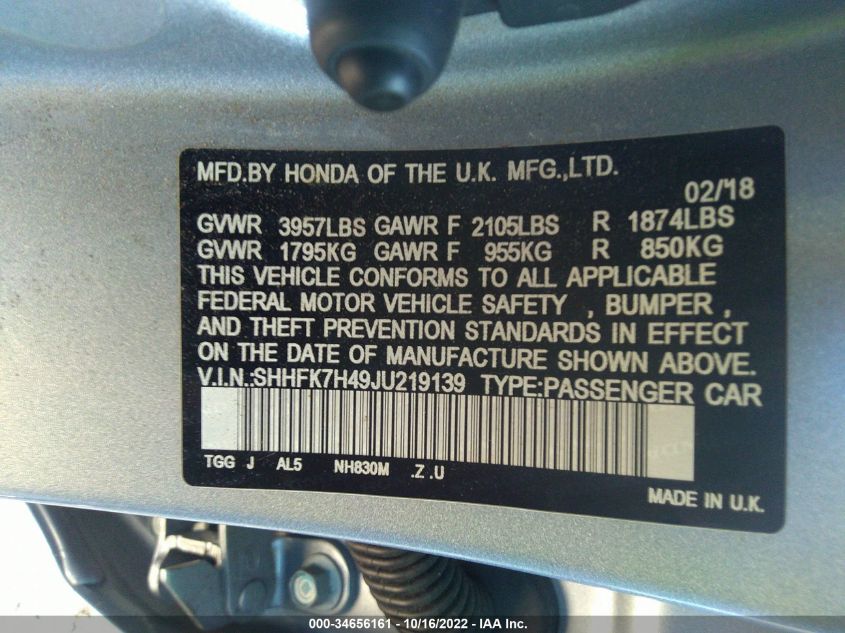 MFD.BY HONDA OF THE U.K. MFG.,LTD.
02/'18
GVWR 3957LBS GAWR F 2105LBS R 1874LBS
GVWR 1795KG GAWR F 955KG R 850KG
THIS VEHICLE CONFORMS TO ALL APPLICABLE
FEDERAL MOTOR VEHICLE SAFETY , BUMPER ,
AND THEFT PREVENTION STANDARDS IN EFFECT
ON THE DATE OF MANUFACTURE SHOWN ABOVE.
V.I.N.:SHHFK7H49JU219139 TYPE:PASSENGER CAR
TGG J AL5 NH830M .Z .U
MADE IN U.K.
000-34656161 - 10/16/2022 - IAA Inc.